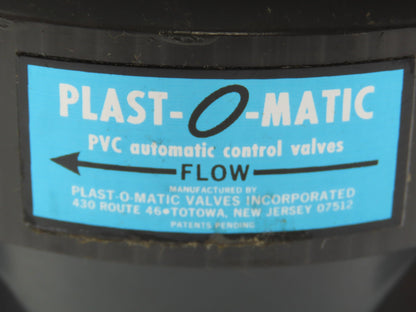 PLAST-O-MATIC
PVC automatic control valves
FLOW
MANUFACTURED BY
PLAST-O-MATIC VALVES INCORPORATED
430 ROUTE 46•TOTOWA, NEW JERSEY 07512
PATENTS PENDING